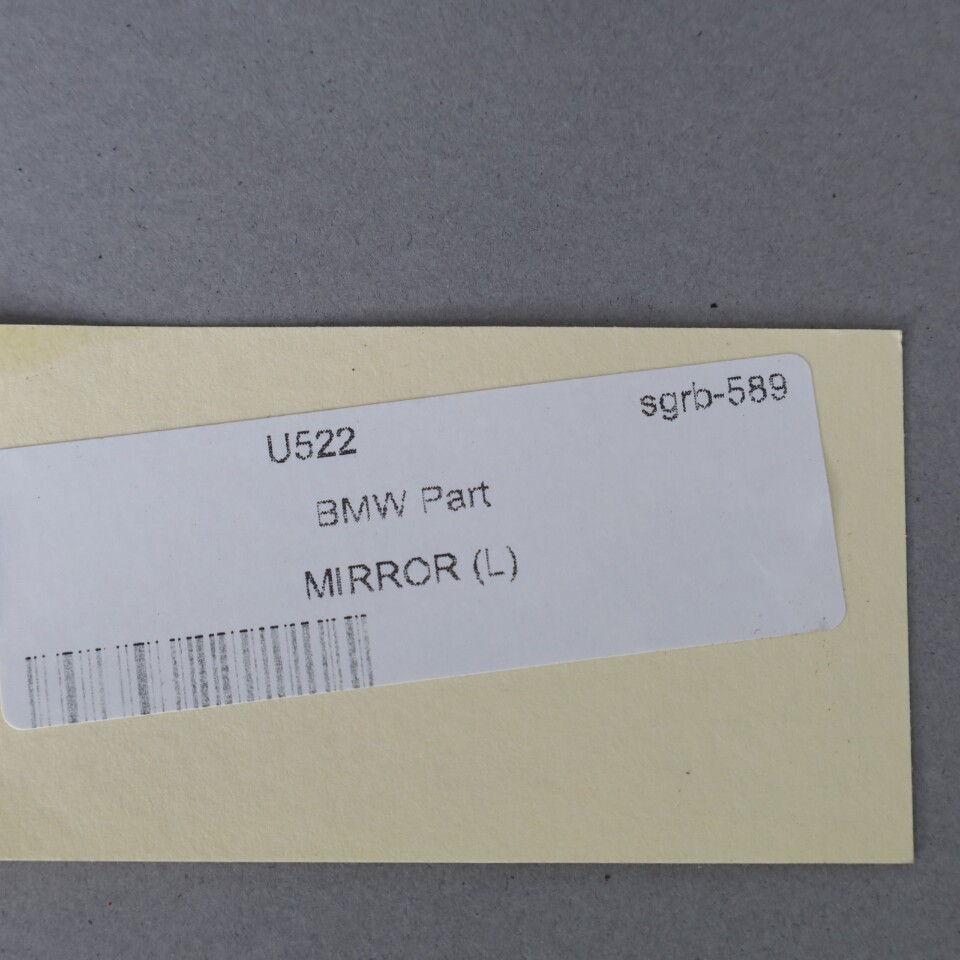 sgrb-589
U522
BMW Part
MIRROR (L)